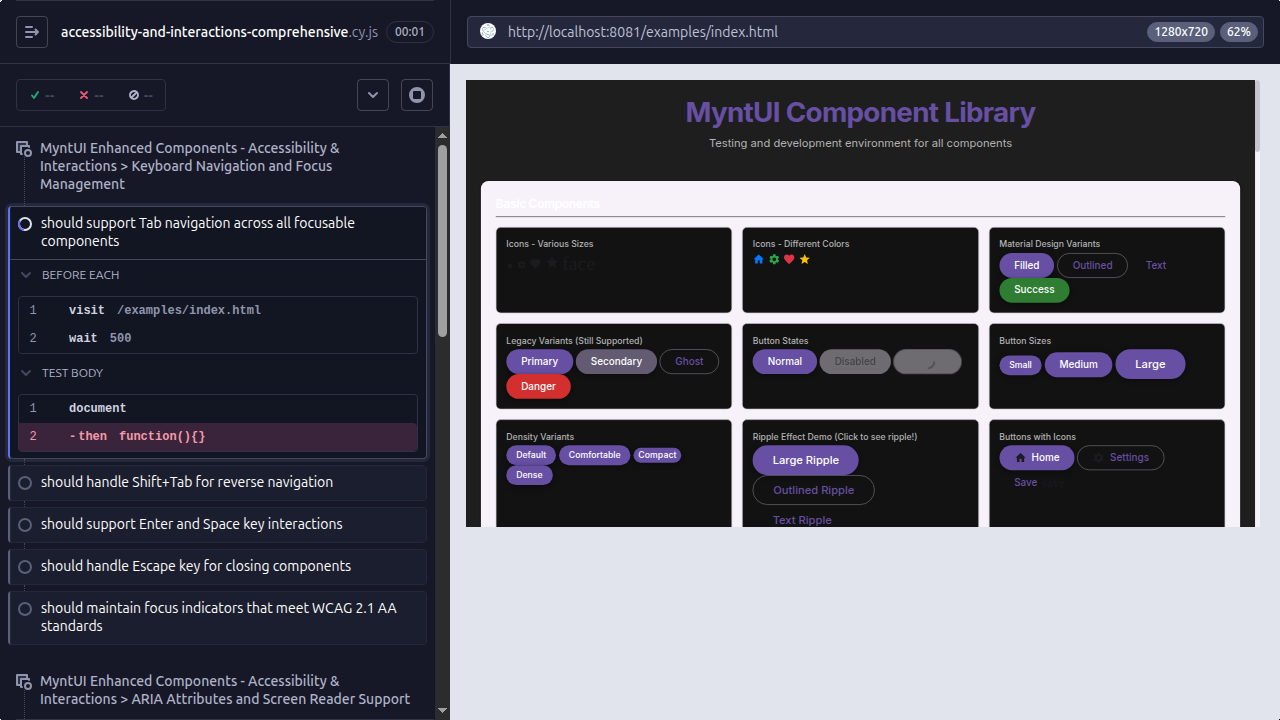 accessibility-and-interactions-comprehensive.cy.js 00:01
-- -- --
MyntUI Enhanced Components - Accessibility &
Interactions > Keyboard Navigation and Focus
Management
should support Tab navigation across all focusable
components
BEFORE EACH
1 visit /examples/index.html
2 wait 500
TEST BODY
1 document
2 -then function(){}
should handle Shift+Tab for reverse navigation
should support Enter and Space key interactions
should handle Escape key for closing components
should maintain focus indicators that meet WCAG 2.1 AA
standards
MyntUI Enhanced Components - Accessibility &
Interactions > ARIA Attributes and Screen Reader Support
http://localhost:8081/examples/index.html 1280x720 62%
MyntUI Component Library
Testing and development environment for all components
Basic Components
Icons - Various Sizes
face
Icons - Different Colors
Material Design Variants
Filled Outlined Text
Success
Legacy Variants (Still Supported)
Primary Secondary Ghost
Danger
Button States
Normal Disabled
Button Sizes
Small Medium Large
Density Variants
Default Comfortable Compact
Dense
Ripple Effect Demo (Click to see ripple!)
Large Ripple
Outlined Ripple
Text Ripple
Buttons with Icons
Home Settings
Save